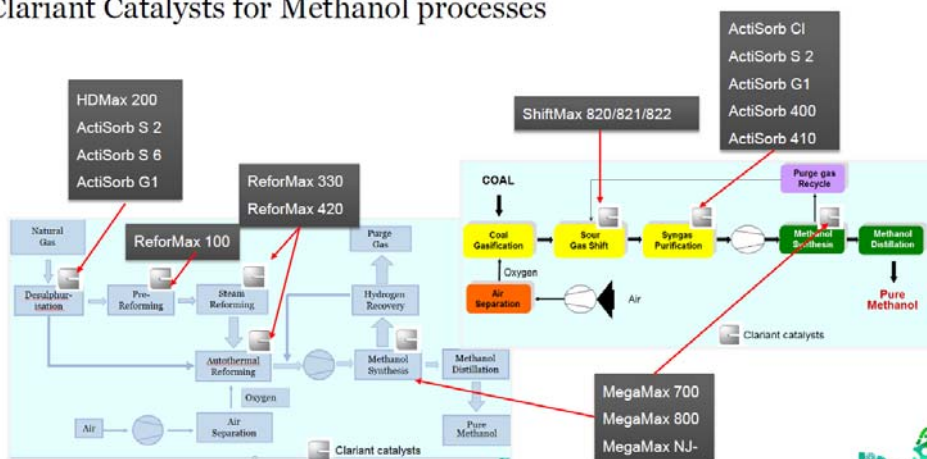 Clariant Catalysts for Methanol processes
HDMax 200
ActiSorb S 2
ActiSorb S 6
ActiSorb G1
ReforMax 330
ReforMax 420
ReforMax 100
Natural
Gas
Desulphur-
isation
Pre-
Reforming
Steam
Reforming
Purge
Gas
Hydrogen
Recovery
Autothermal
Reforming
Methanol
Synthesis
Methanol
Distillation
Oxygen
Air
Air
Separation
Pure
Methanol
Clariant catalysts
ShiftMax 820/821/822
ActiSorb Cl
ActiSorb S 2
ActiSorb G1
ActiSorb 400
ActiSorb 410
COAL
Purge gas
Recycle
Coal
Gasification
Sour
Gas Shift
Syngas
Purification
Methanol
Synthesis
Methanol
Distillation
Oxygen
Air
Separation
Air
Pure
Methanol
Clariant catalysts
MegaMax 700
MegaMax 800
MegaMax NJ-